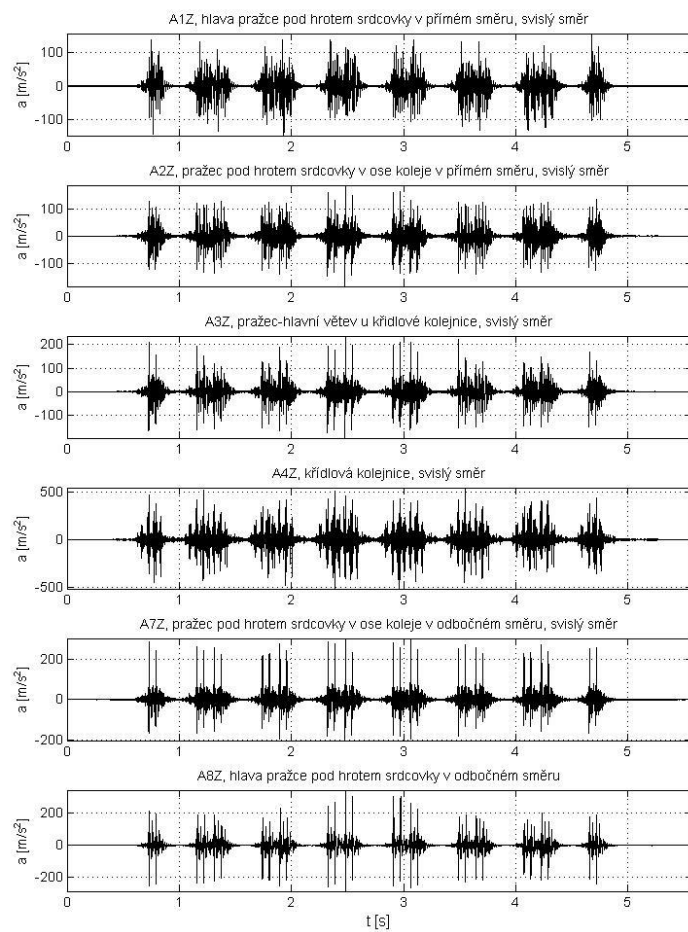 A1Z, hlava pražce pod hrotem srdcovky v přímém směru, svislý směr
100
0
-100
a [m/s²]
0 1 2 3 4 5
A2Z, pražec pod hrotem srdcovky v ose koleje v přímém směru, svislý směr
100
0
-100
a [m/s²]
0 1 2 3 4 5
A3Z, pražec-hlavní větev u křidlové kolejnice, svislý směr
200
100
0
-100
a [m/s²]
0 1 2 3 4 5
A4Z, křídlová kolejnice, svislý směr
500
0
-500
a [m/s²]
0 1 2 3 4 5
A7Z, pražec pod hrotem srdcovky v ose koleje v odbočném směru, svislý směr
200
0
-200
a [m/s²]
0 1 2 3 4 5
A8Z, hlava pražce pod hrotem srdcovky v odbočném směru
200
0
-200
a [m/s²]
0 1 2 3 4 5
t [s]